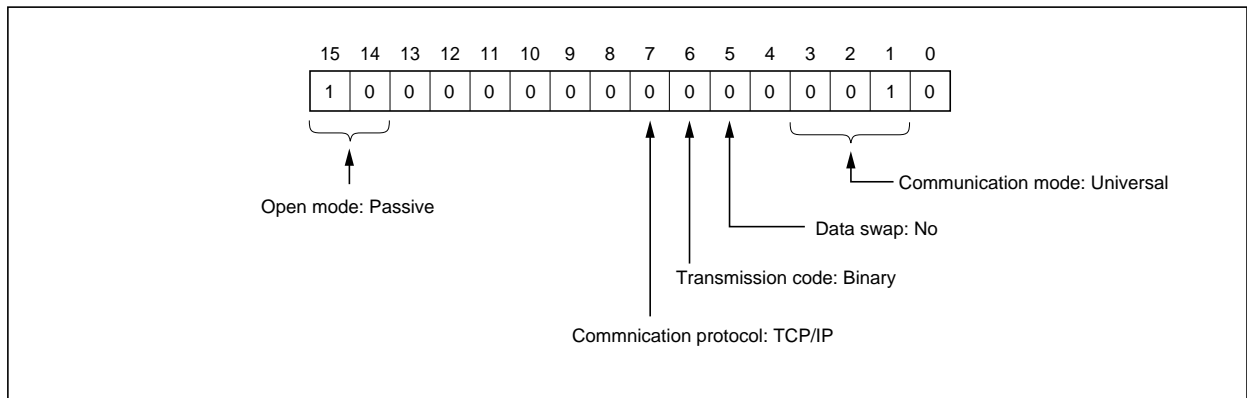 15 14 13 12 11 10 9 8 7 6 5 4 3 2 1 0
1 0 0 0 0 0 0 0 0 0 0 0 0 0 1 0
Communication mode: Universal
Open mode: Passive
Data swap: No
Transmission code: Binary
Commnication protocol: TCP/IP